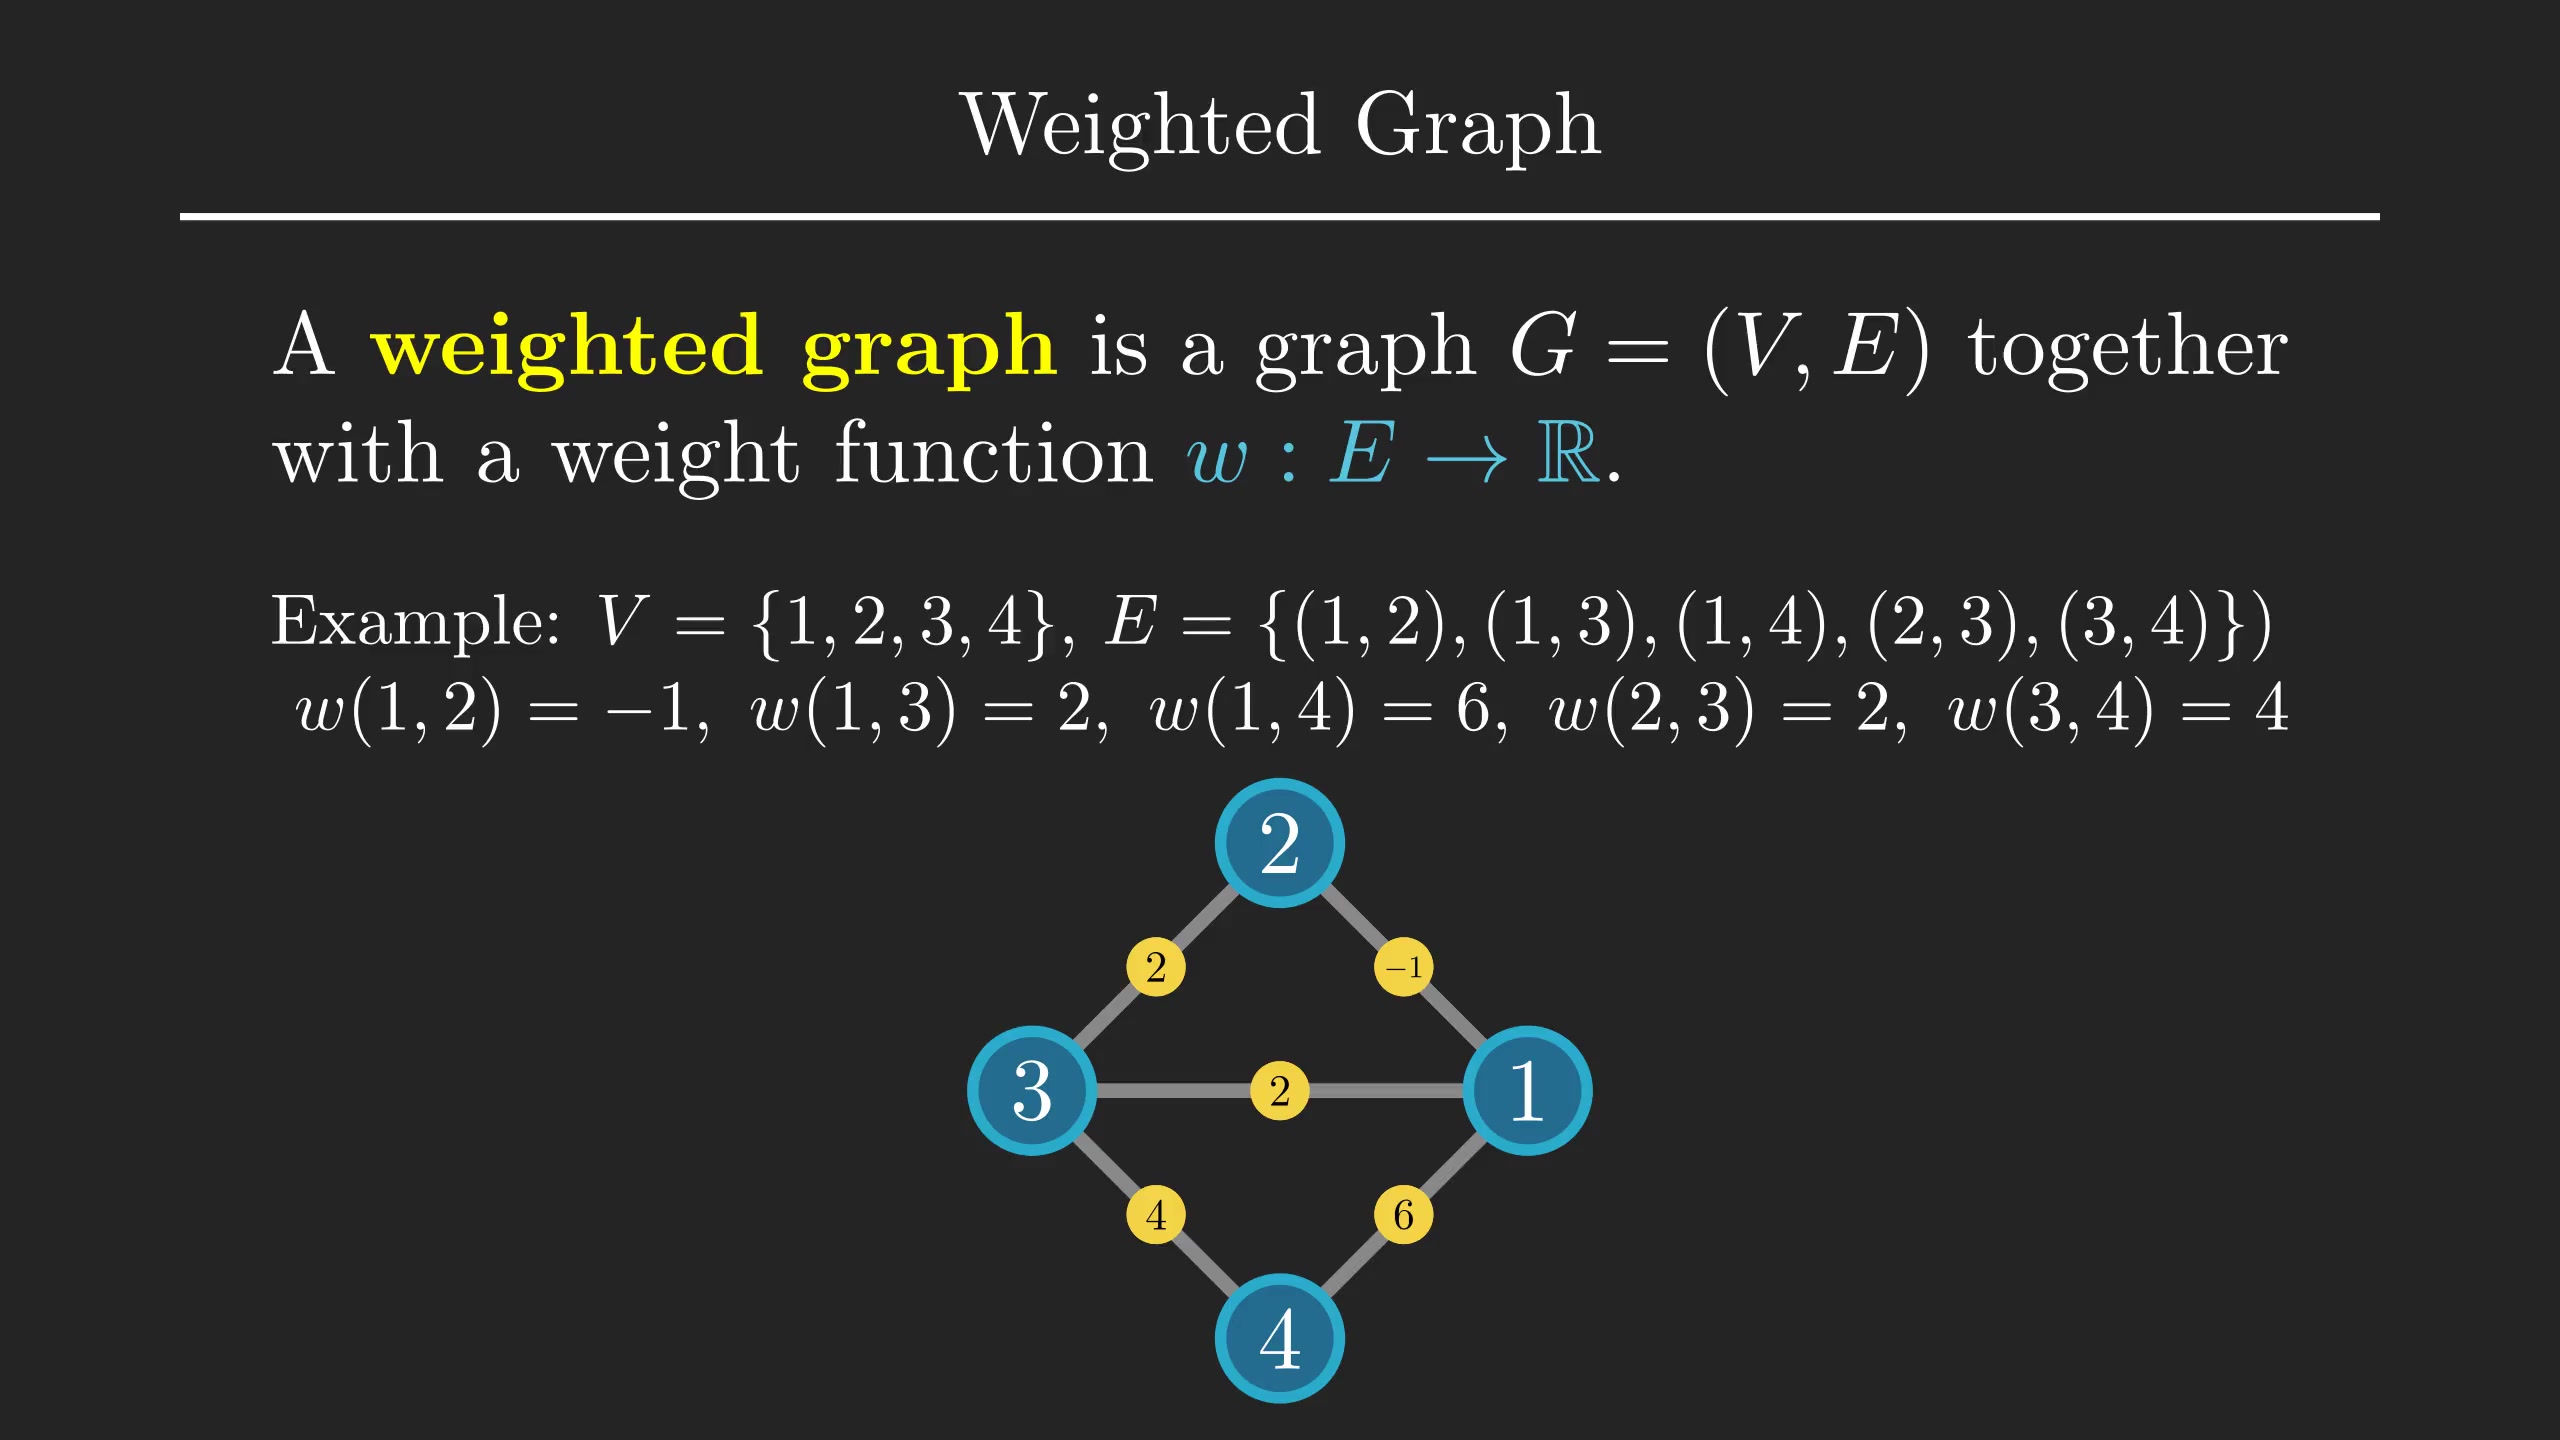 Weighted Graph
A weighted graph is a graph G = (V, E) together
with a weight function w : E → ℝ.
Example: V = {1, 2, 3, 4}, E = {(1, 2), (1, 3), (1, 4), (2, 3), (3, 4)})
w(1, 2) = −1, w(1, 3) = 2, w(1, 4) = 6, w(2, 3) = 2, w(3, 4) = 4
2
2 −1
3 2 1
4 6
4